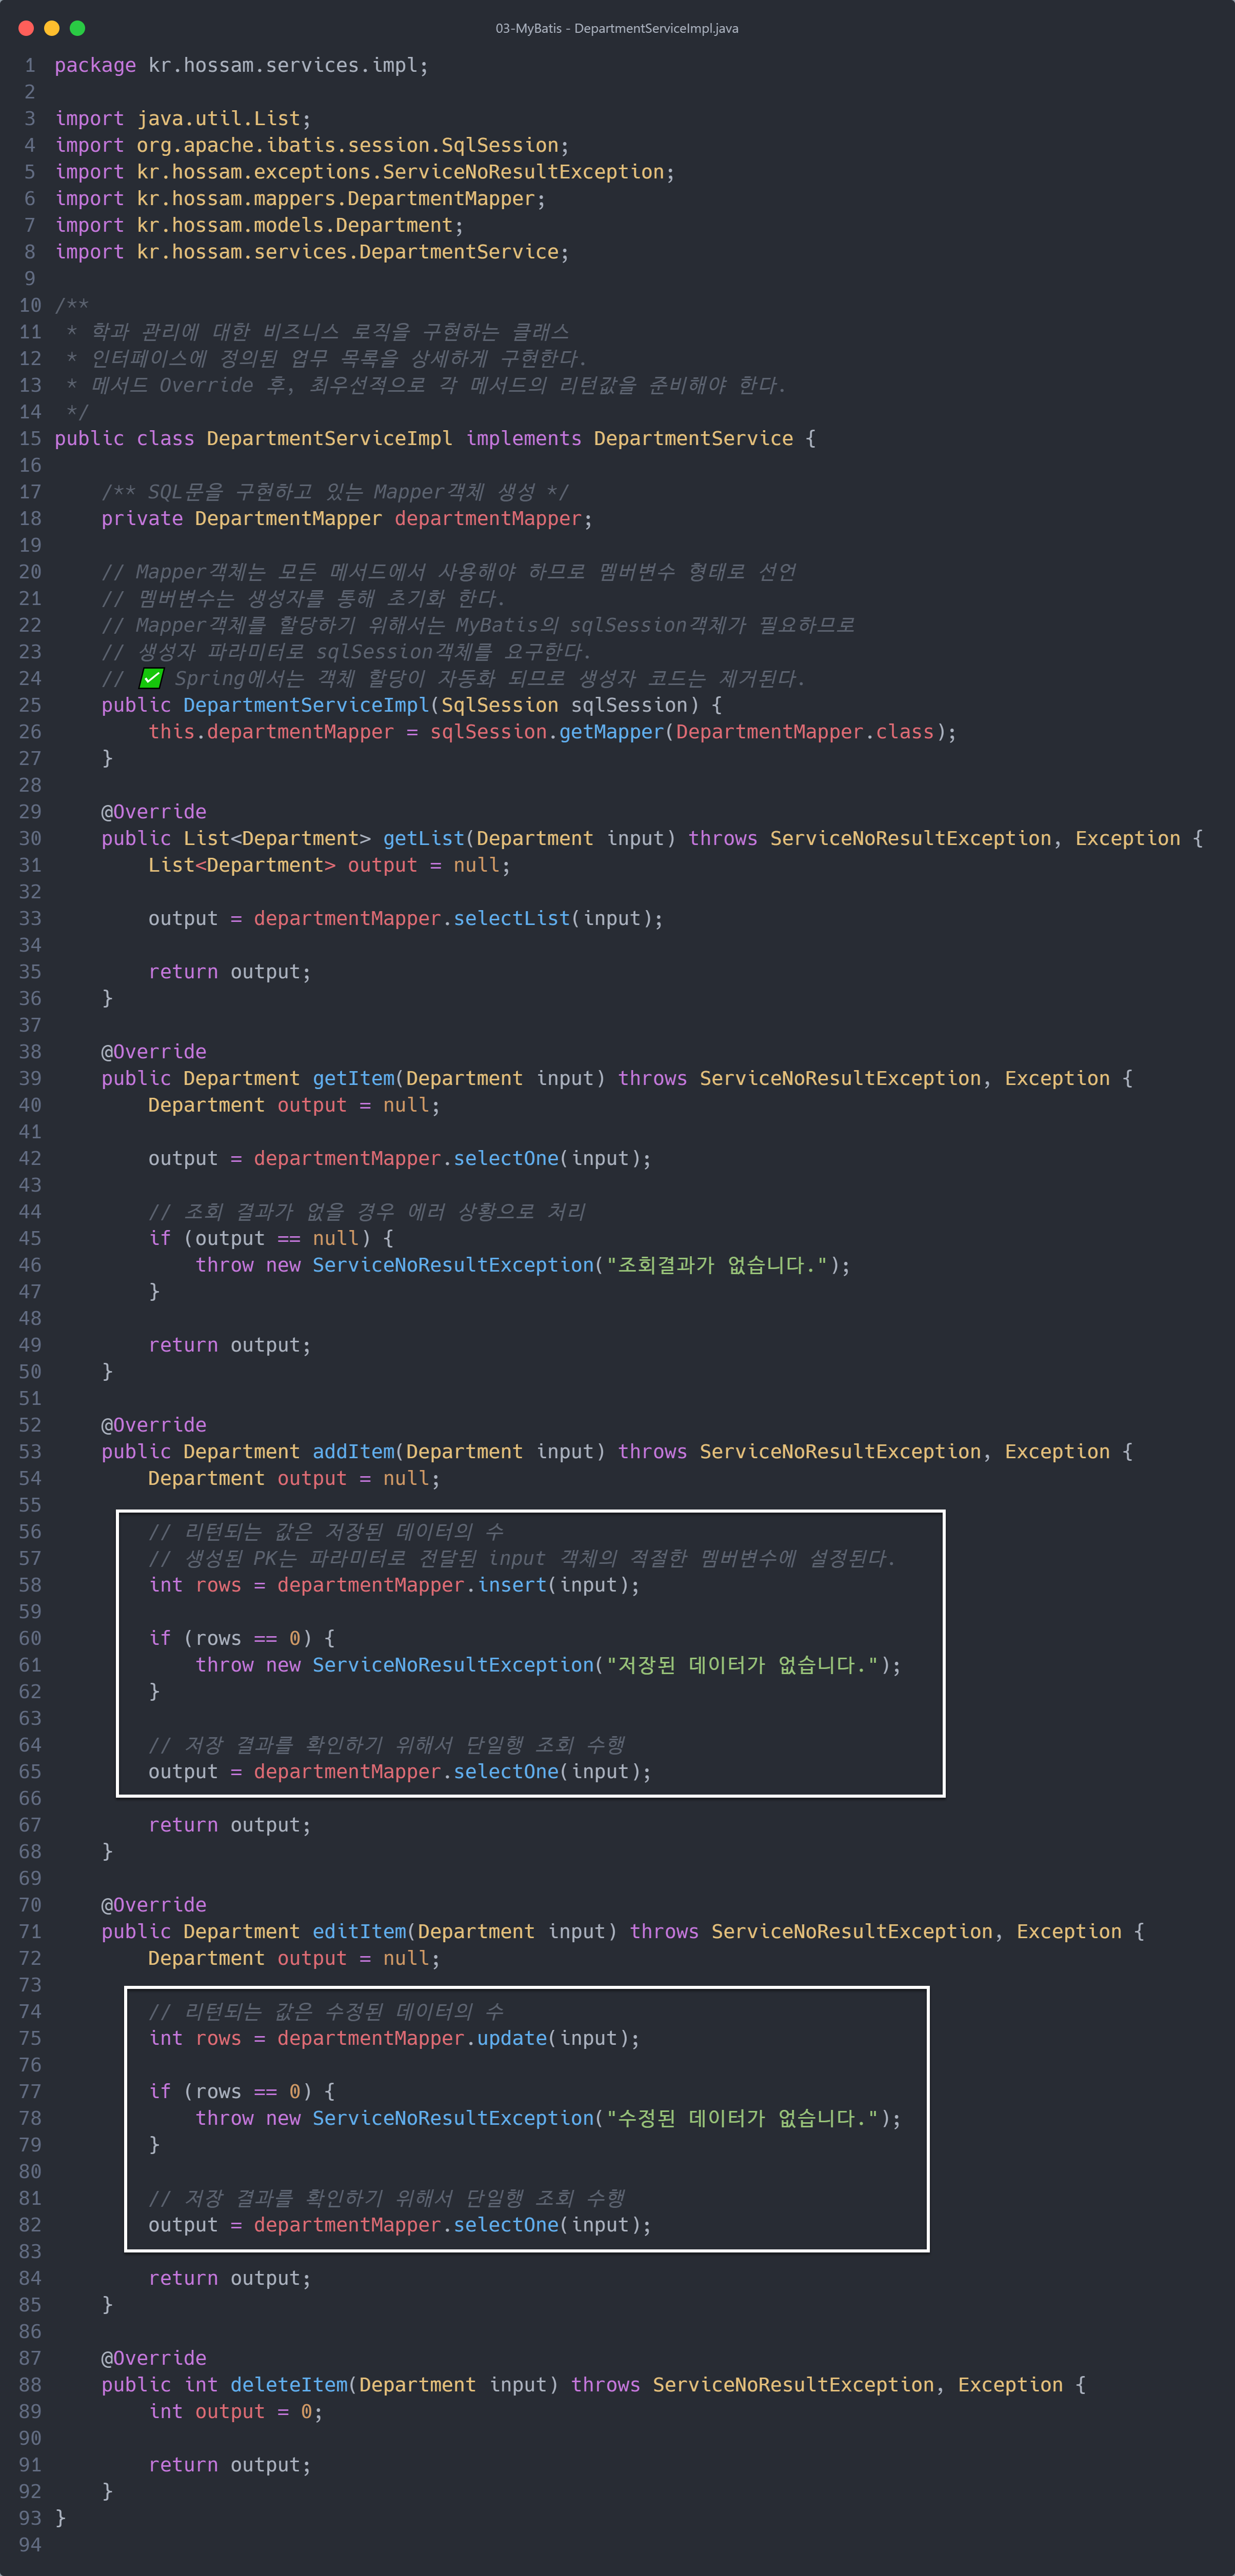 03-MyBatis - DepartmentServiceImpl.java
1 package kr.hossam.services.impl;
2
3 import java.util.List;
4 import org.apache.ibatis.session.SqlSession;
5 import kr.hossam.exceptions.ServiceNoResultException;
6 import kr.hossam.mappers.DepartmentMapper;
7 import kr.hossam.models.Department;
8 import kr.hossam.services.DepartmentService;
9
10 /**
11  * 학과 관리에 대한 비즈니스 로직을 구현하는 클래스
12  * 인터페이스에 정의된 업무 목록을 상세하게 구현한다.
13  * 메서드 Override 후, 최우선적으로 각 메서드의 리턴값을 준비해야 한다.
14  */
15 public class DepartmentServiceImpl implements DepartmentService {
16
17     /** SQL문을 구현하고 있는 Mapper객체 생성 */
18     private DepartmentMapper departmentMapper;
19
20     // Mapper객체는 모든 메서드에서 사용해야 하므로 멤버변수 형태로 선언
21     // 멤버변수는 생성자를 통해 초기화 한다.
22     // Mapper객체를 할당하기 위해서는 MyBatis의 sqlSession객체가 필요하므로
23     // 생성자 파라미터로 sqlSession객체를 요구한다.
24     // ✅ Spring에서는 객체 할당이 자동화 되므로 생성자 코드는 제거된다.
25     public DepartmentServiceImpl(SqlSession sqlSession) {
26         this.departmentMapper = sqlSession.getMapper(DepartmentMapper.class);
27     }
28
29     @Override
30     public List<Department> getList(Department input) throws ServiceNoResultException, Exception {
31         List<Department> output = null;
32
33         output = departmentMapper.selectList(input);
34
35         return output;
36     }
37
38     @Override
39     public Department getItem(Department input) throws ServiceNoResultException, Exception {
40         Department output = null;
41
42         output = departmentMapper.selectOne(input);
43
44         // 조회 결과가 없을 경우 에러 상황으로 처리
45         if (output == null) {
46             throw new ServiceNoResultException("조회결과가 없습니다.");
47         }
48
49         return output;
50     }
51
52     @Override
53     public Department addItem(Department input) throws ServiceNoResultException, Exception {
54         Department output = null;
55
56         // 리턴되는 값은 저장된 데이터의 수
57         // 생성된 PK는 파라미터로 전달된 input 객체의 적절한 멤버변수에 설정된다.
58         int rows = departmentMapper.insert(input);
59
60         if (rows == 0) {
61             throw new ServiceNoResultException("저장된 데이터가 없습니다.");
62         }
63
64         // 저장 결과를 확인하기 위해서 단일행 조회 수행
65         output = departmentMapper.selectOne(input);
66
67         return output;
68     }
69
70     @Override
71     public Department editItem(Department input) throws ServiceNoResultException, Exception {
72         Department output = null;
73
74         // 리턴되는 값은 수정된 데이터의 수
75         int rows = departmentMapper.update(input);
76
77         if (rows == 0) {
78             throw new ServiceNoResultException("수정된 데이터가 없습니다.");
79         }
80
81         // 저장 결과를 확인하기 위해서 단일행 조회 수행
82         output = departmentMapper.selectOne(input);
83
84         return output;
85     }
86
87     @Override
88     public int deleteItem(Department input) throws ServiceNoResultException, Exception {
89         int output = 0;
90
91         return output;
92     }
93 }
94